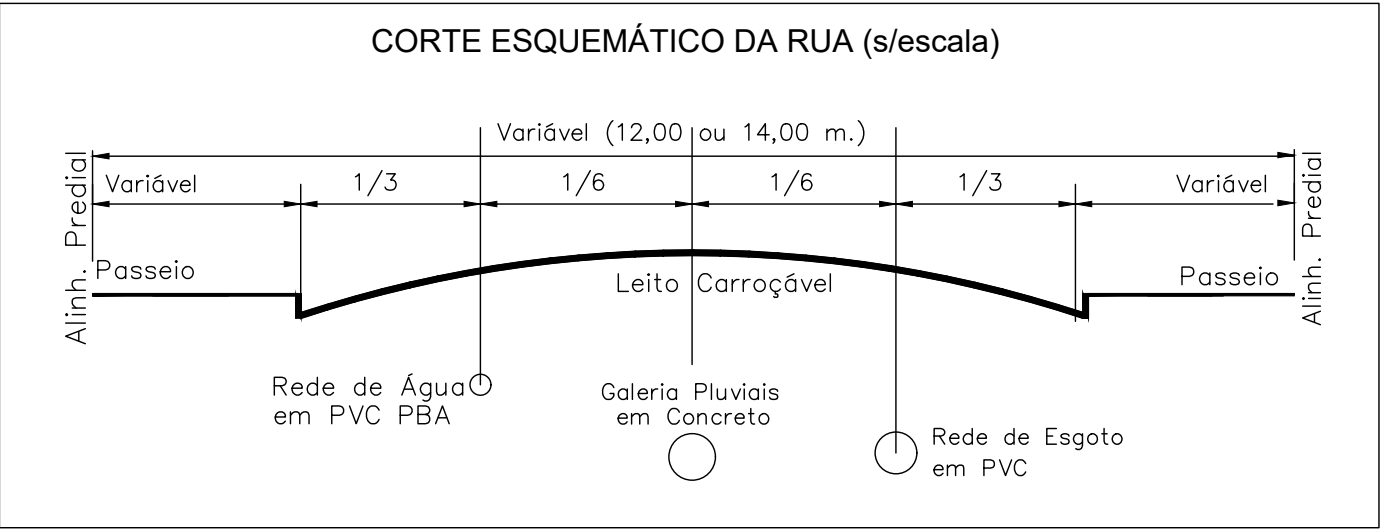 CORTE ESQUEMÁTICO DA RUA (s/escala)
Variável (12,00 ou 14,00 m.)
Alinh. Predial
Variável
1/3
1/6
1/6
1/3
Variável
Alinh. Predial
Passeio
Leito Carroçável
Passeio
Rede de Água
em PVC PBA
Galeria Pluviais
em Concreto
Rede de Esgoto
em PVC